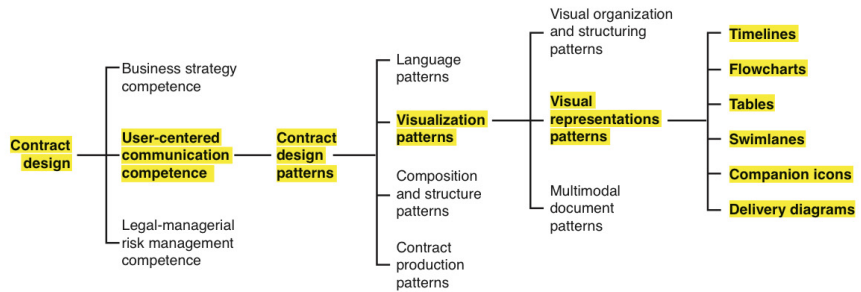 Contract
design
Business strategy
competence
User-centered
communication
competence
Legal-managerial
risk management
competence
Contract
design
patterns
Language
patterns
Visualization
patterns
Composition
and structure
patterns
Contract
production
patterns
Visual organization
and structuring
patterns
Visual
representations
patterns
Multimodal
document
patterns
Timelines
Flowcharts
Tables
Swimlanes
Companion icons
Delivery diagrams